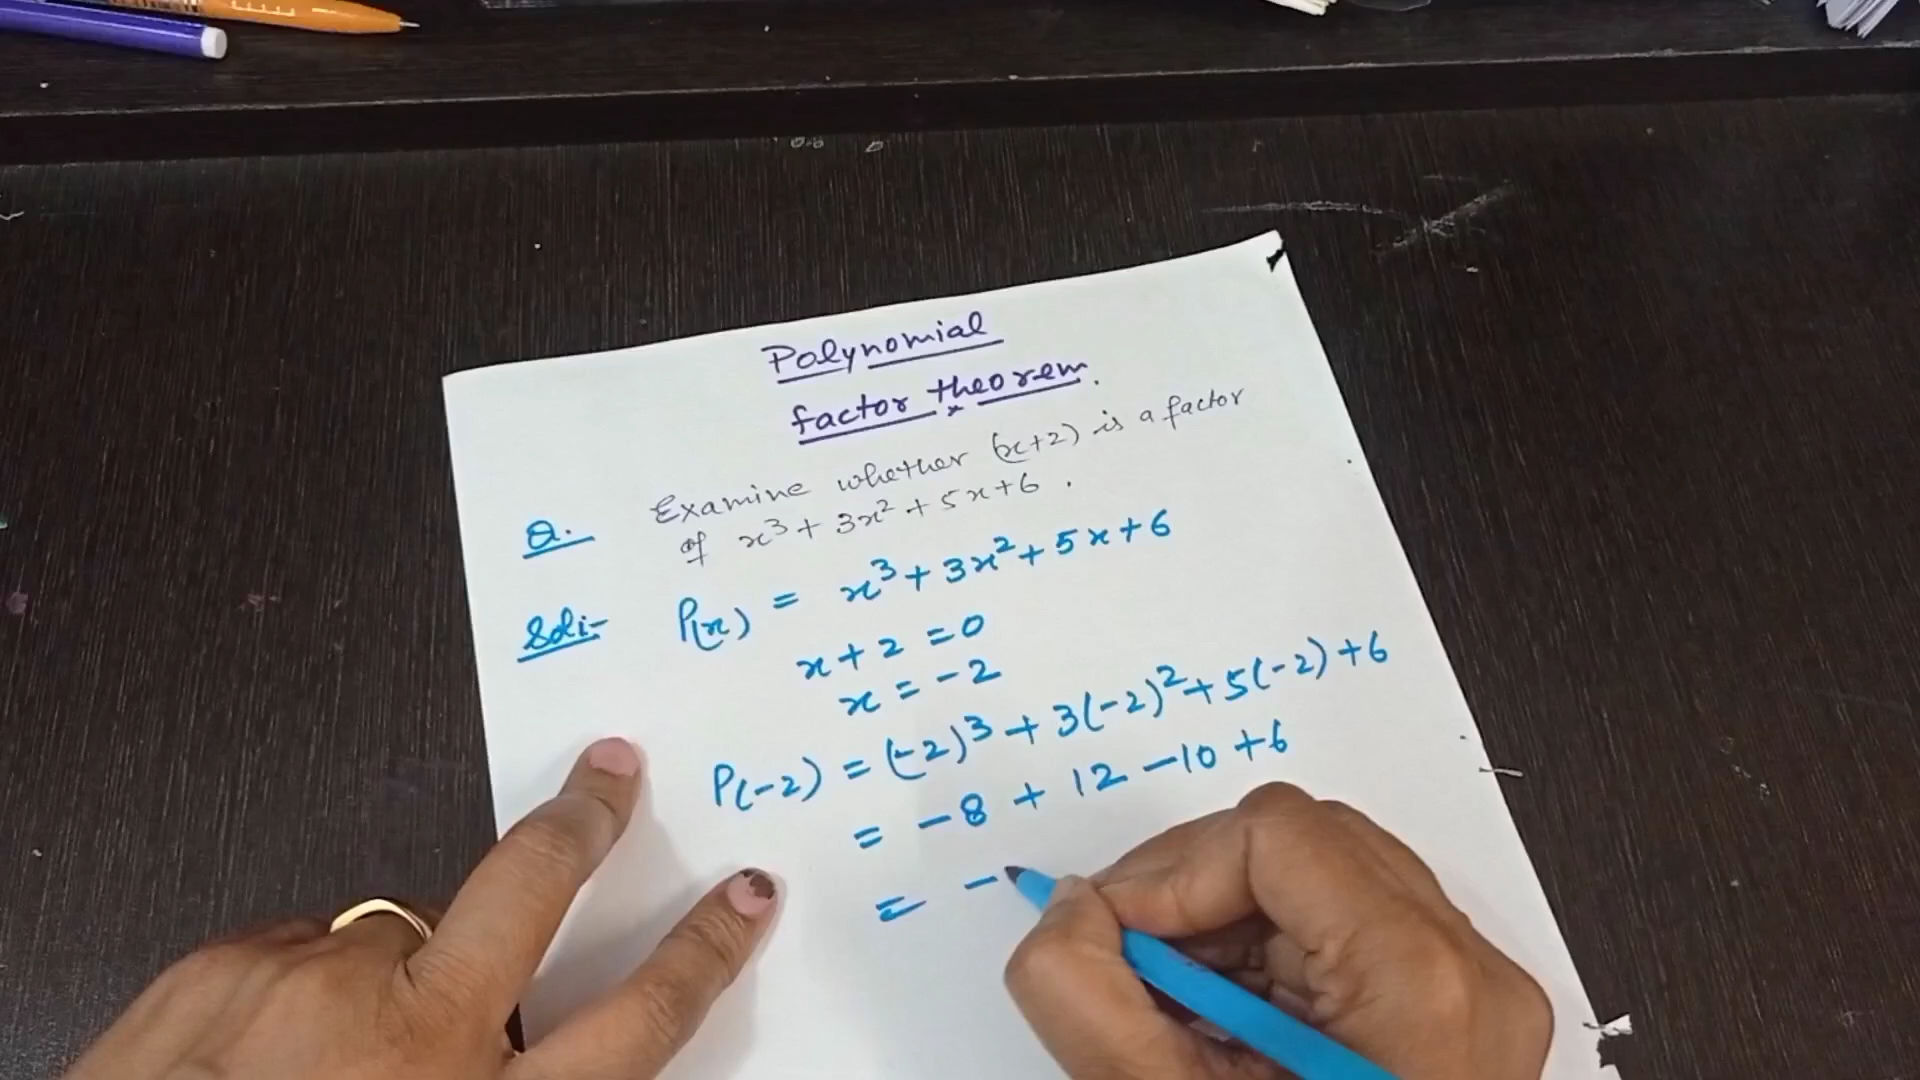 Polynomial
factor theorem.
Q. Examine whether (x+2) is a factor
of x³ + 3x² + 5x+6 .
Sol:- P(x) = x³ + 3x² + 5x+6
x + 2 = 0
x = -2
P(-2) = (-2)³ + 3(-2)² + 5(-2) +6
= -8 + 12 -10 +6
= -